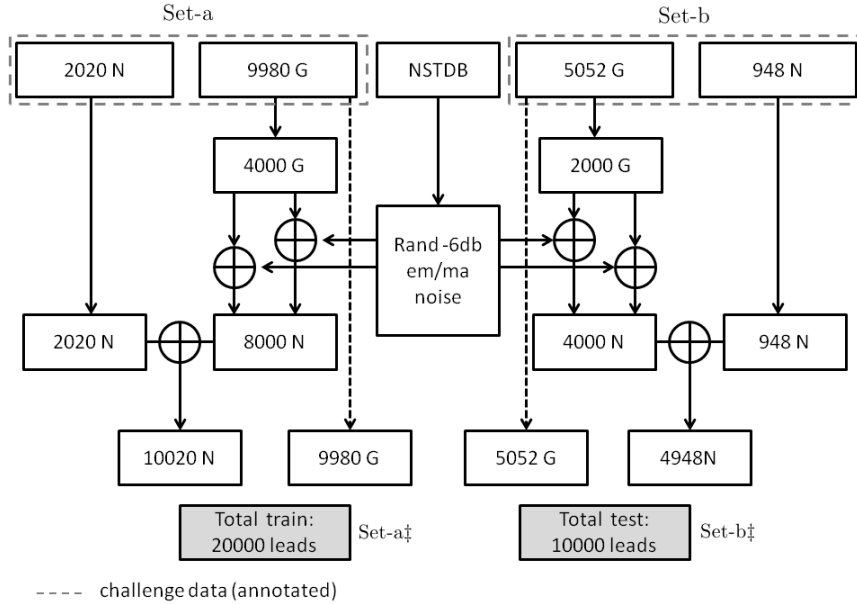 Set-a
Set-b
2020 N
9980 G
NSTDB
5052 G
948 N
4000 G
2000 G
Rand -6db
em/ma
noise
2020 N
8000 N
4000 N
948 N
10020 N
9980 G
5052 G
4948N
Total train:
20000 leads
Set-a‡
Total test:
10000 leads
Set-b‡
challenge data (annotated)